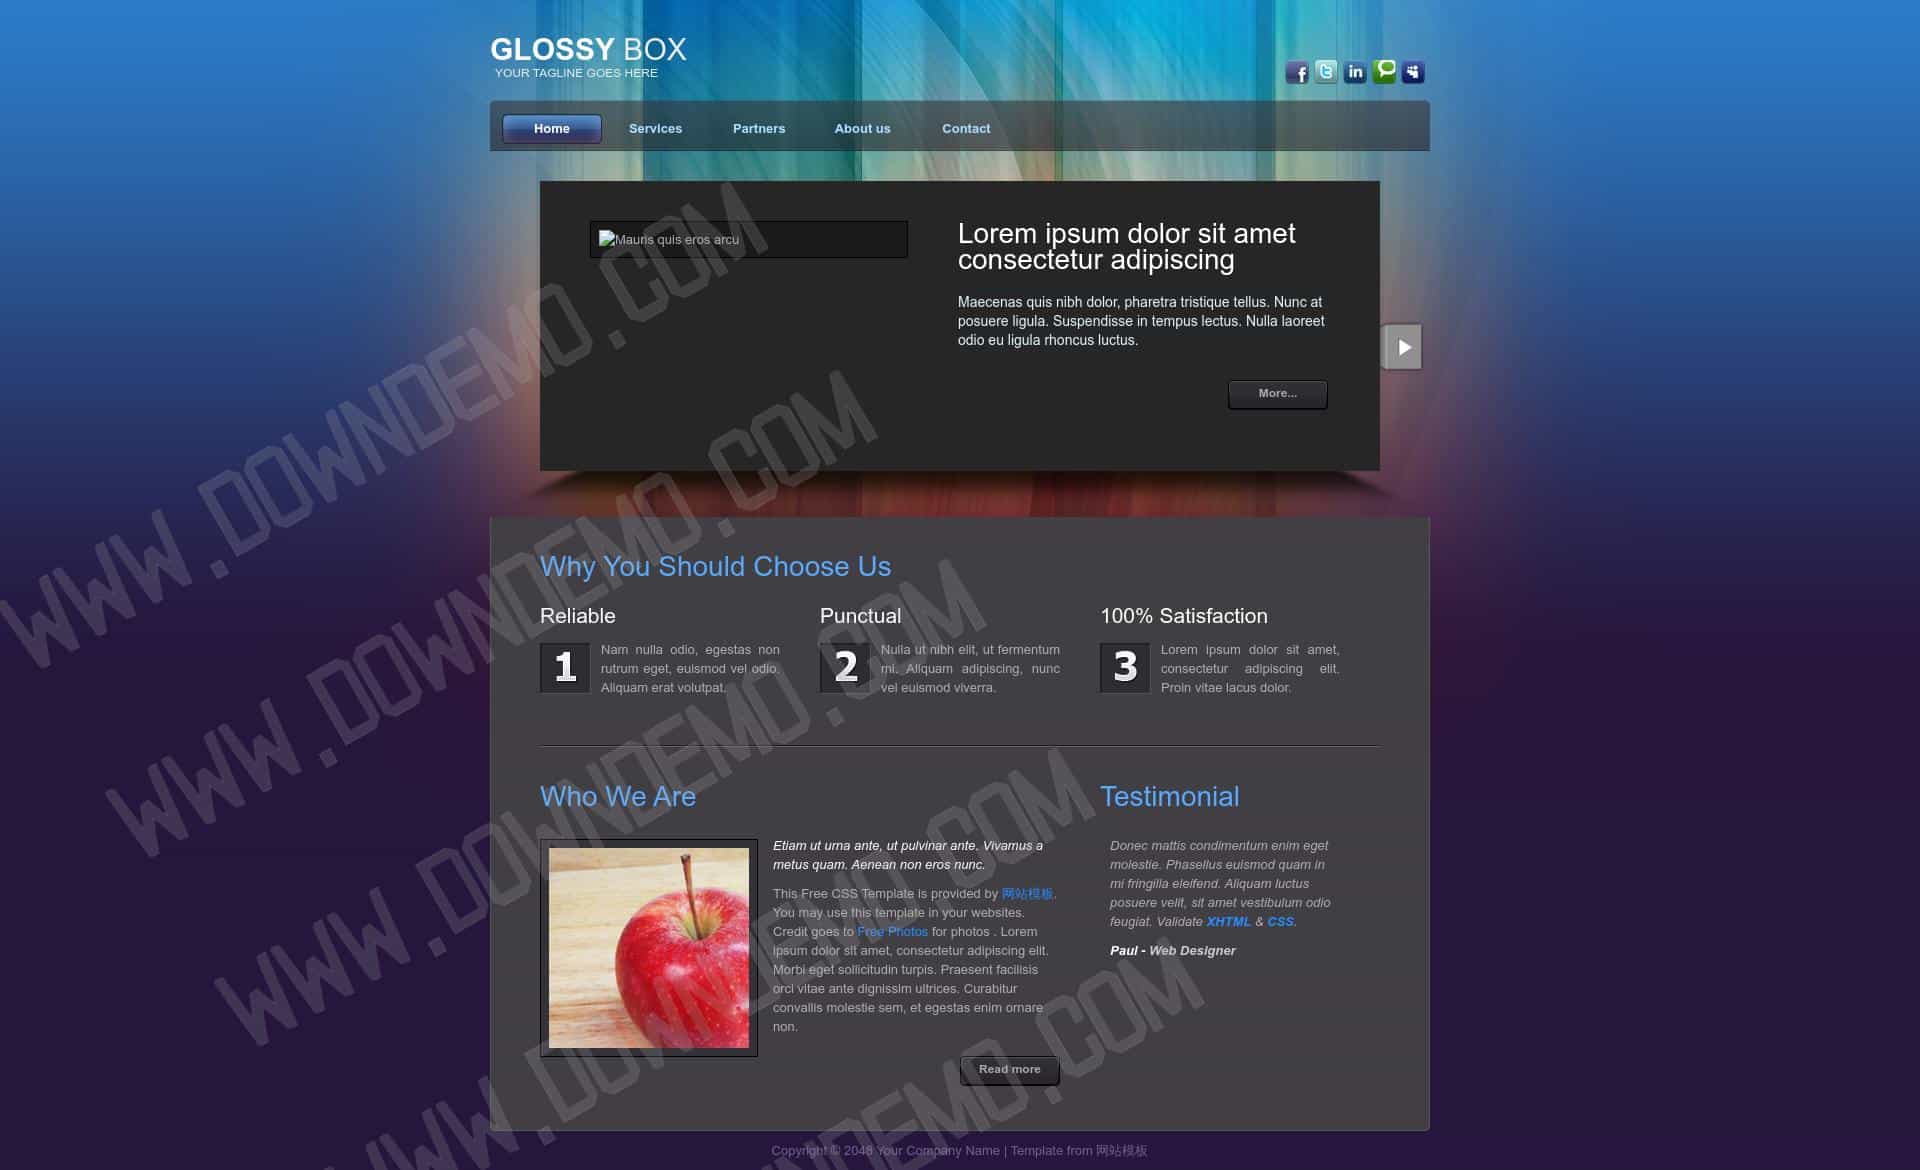 GLOSSY BOX
YOUR TAGLINE GOES HERE
Home Services Partners About us Contact
Mauris quis eros arcu
Lorem ipsum dolor sit amet
consectetur adipiscing
Maecenas quis nibh dolor, pharetra tristique tellus. Nunc at
posuere ligula. Suspendisse in tempus lectus. Nulla laoreet
odio eu ligula rhoncus luctus.
More...
Why You Should Choose Us
Reliable
1
Nam nulla odio, egestas non
rutrum eget, euismod vel odio.
Aliquam erat volutpat.
Punctual
2
Nulla ut nibh elit, ut fermentum
mi. Aliquam adipiscing, nunc
vel euismod viverra.
100% Satisfaction
3
Lorem ipsum dolor sit amet,
consectetur adipiscing elit.
Proin vitae lacus dolor.
Who We Are
Etiam ut urna ante, ut pulvinar ante. Vivamus a
metus quam. Aenean non eros nunc.
This Free CSS Template is provided by 网站模板.
You may use this template in your websites.
Credit goes to Free Photos for photos . Lorem
ipsum dolor sit amet, consectetur adipiscing elit.
Morbi eget sollicitudin turpis. Praesent facilisis
orci vitae ante dignissim ultrices. Curabitur
convallis molestie sem, et egestas enim ornare
non.
Read more
Testimonial
Donec mattis condimentum enim eget
molestie. Phasellus euismod quam in
mi fringilla eleifend. Aliquam luctus
posuere velit, sit amet vestibulum odio
feugiat. Validate XHTML & CSS.
Paul - Web Designer
Copyright © 2048 Your Company Name | Template from 网站模板
WWW.DOWNDEMO.COM
WWW.DOWNDEMO.COM
WWW.DOWNDEMO.COM
WWW.DOWNDEMO.COM
WWW.DOWNDEMO.COM